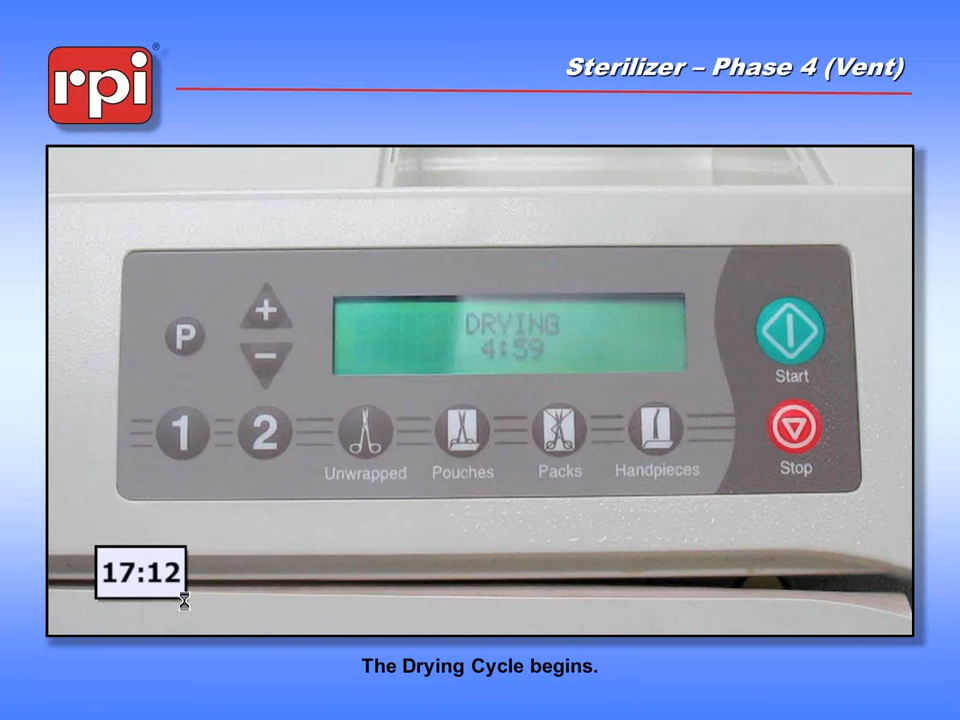 rpi®
Sterilizer – Phase 4 (Vent)
DRYING
4:59
P
+
−
Start
1
2
Unwrapped
Pouches
Packs
Handpieces
Stop
17:12
The Drying Cycle begins.